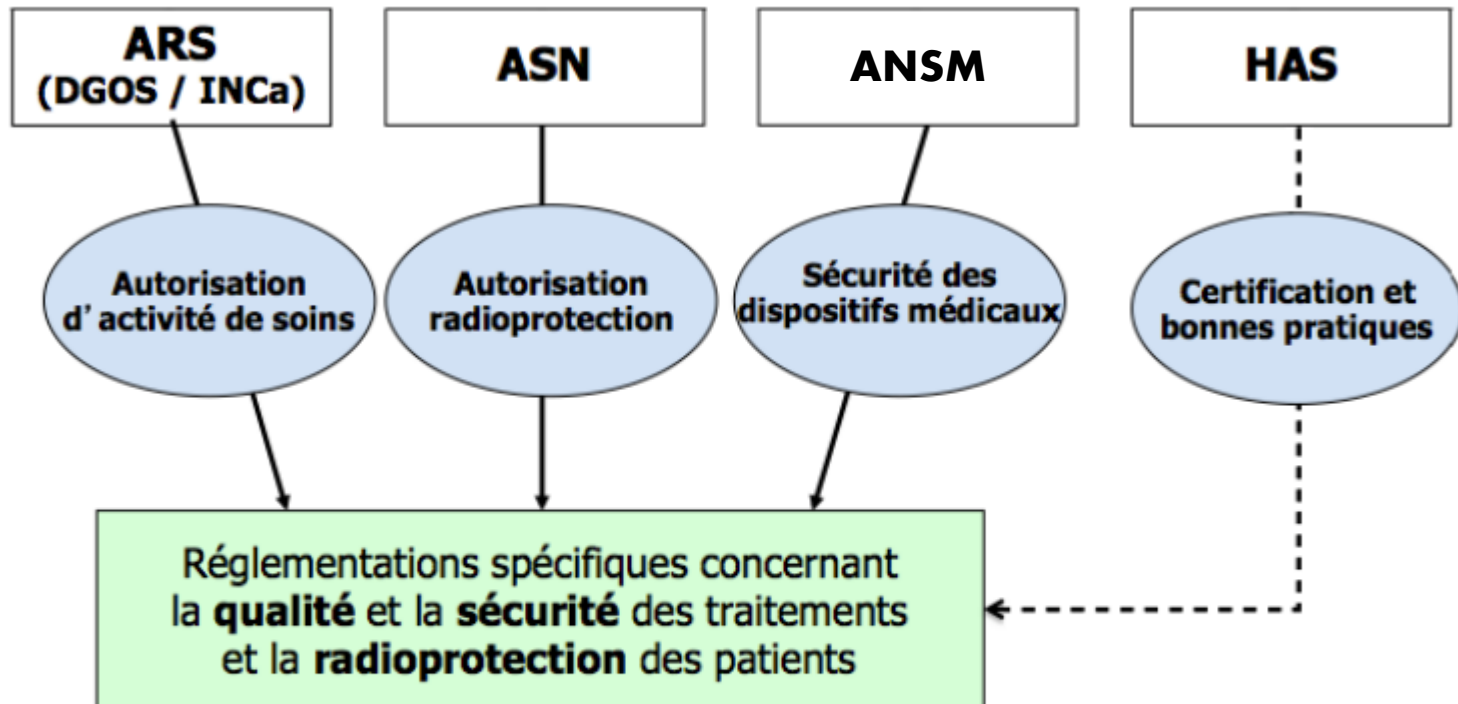 ARS
(DGOS / INCa)
ASN
ANSM
HAS
Autorisation
d’activité de soins
Autorisation
radioprotection
Sécurité des
dispositifs médicaux
Certification et
bonnes pratiques
Réglementations spécifiques concernant
la qualité et la sécurité des traitements
et la radioprotection des patients